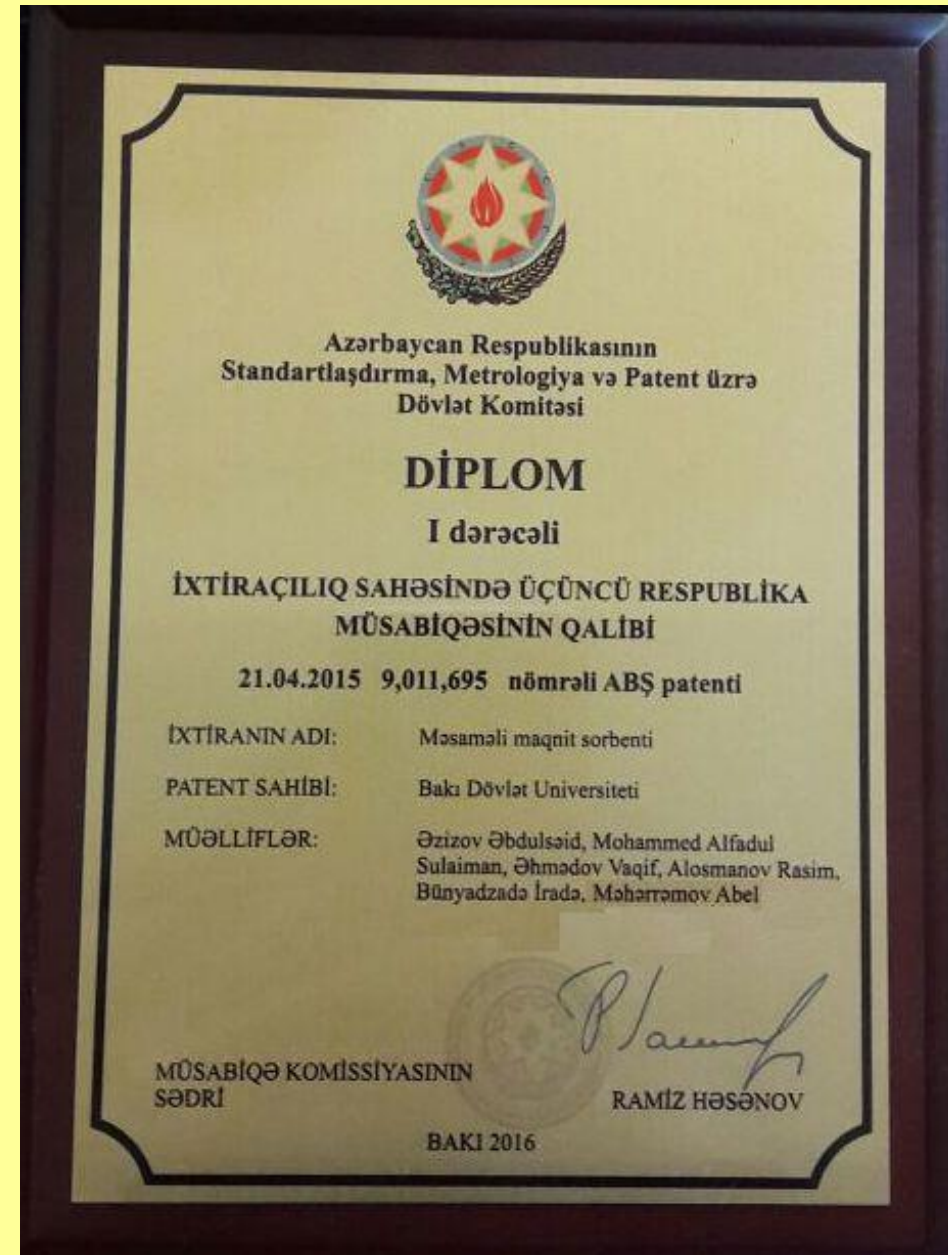 Azərbaycan Respublikasının
Standartlaşdırma, Metrologiya və Patent üzrə
Dövlət Komitəsi
DİPLOM
I dərəcəli
İXTİRAÇILIQ SAHƏSİNDƏ ÜÇÜNCÜ RESPUBLİKA
MÜSABİQƏSİNİN QALİBİ
21.04.2015 9,011,695 nömrəli ABŞ patenti
İXTİRANIN ADI: Məsaməli maqnit sorbenti
PATENT SAHİBİ: Bakı Dövlət Universiteti
MÜƏLLİFLƏR: Əzizov Əbdulsəid, Mohammed Alfadul
Sulaiman, Əhmədov Vaqif, Alosmanov Rasim,
Bünyadzadə İradə, Məhərrəmov Abel
MÜSABİQƏ KOMİSSİYASININ
SƏDRİ RAMİZ HƏSƏNOV
BAKI 2016